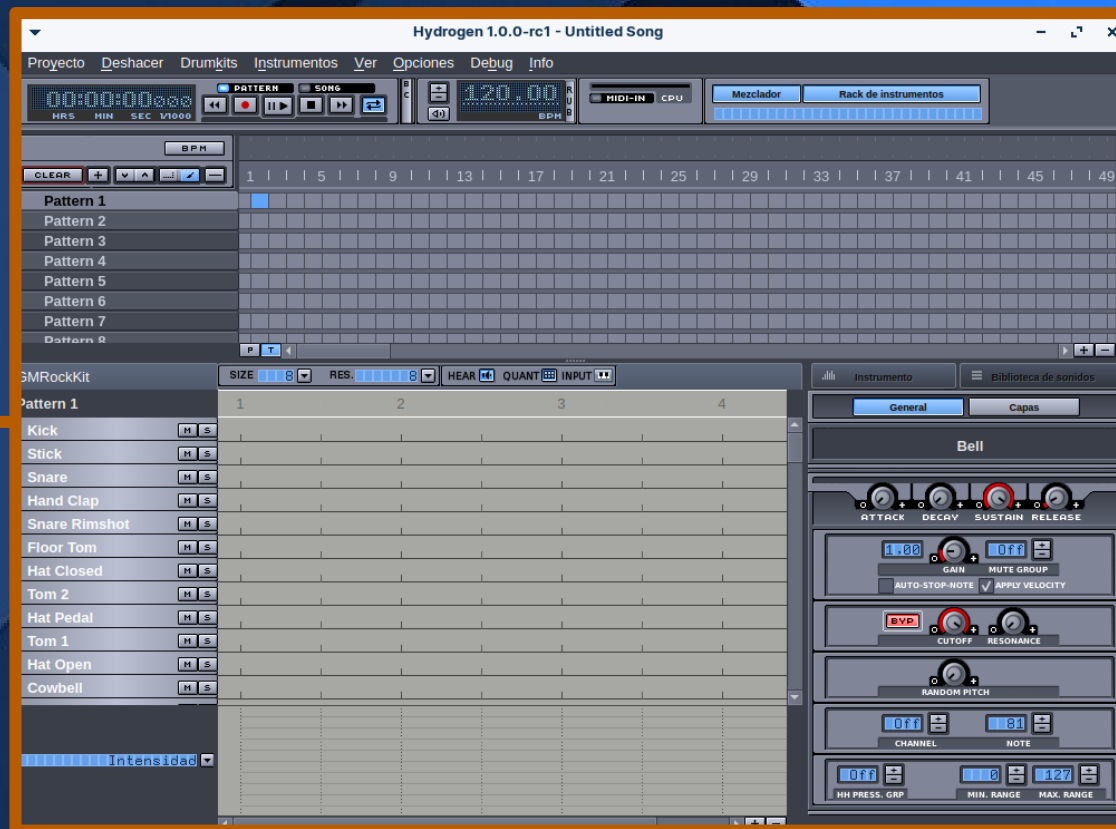 Hydrogen 1.0.0-rc1 - Untitled Song
Proyecto Deshacer Drumkits Instrumentos Ver Opciones Debug Info
PATTERN SONG
00:00:00000
HRS MIN SEC 1/1000
B C
120.00
BPM
R U B
MIDI-IN CPU
Mezclador Rack de instrumentos
BPM
CLEAR
1 5 9 13 17 21 25 29 33 37 41 45 49
Pattern 1
Pattern 2
Pattern 3
Pattern 4
Pattern 5
Pattern 6
Pattern 7
Pattern 8
P T
GMRockKit
SIZE 8 RES. 8 HEAR QUANT INPUT
Instrumento Biblioteca de sonidos
Pattern 1
1 2 3 4
General Capas
Kick M S
Stick M S
Snare M S
Hand Clap M S
Snare Rimshot M S
Floor Tom M S
Hat Closed M S
Tom 2 M S
Hat Pedal M S
Tom 1 M S
Hat Open M S
Cowbell M S
Intensidad
Bell
ATTACK DECAY SUSTAIN RELEASE
1.00 Off
GAIN MUTE GROUP
AUTO-STOP-NOTE APPLY VELOCITY
BYP
CUTOFF RESONANCE
RANDOM PITCH
Off 81
CHANNEL NOTE
Off 0 127
HH PRESS. GRP MIN. RANGE MAX. RANGE